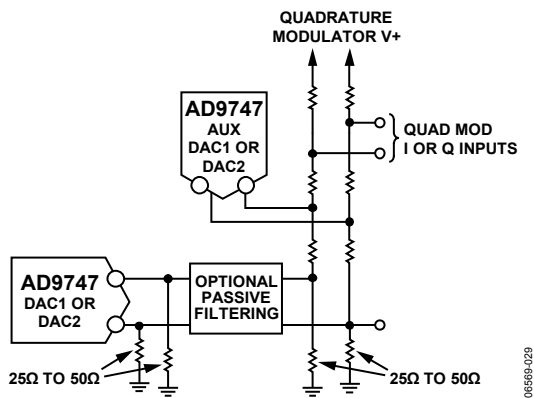 QUADRATURE
MODULATOR V+
AD9747
AUX
DAC1 OR
DAC2
QUAD MOD
I OR Q INPUTS
AD9747
DAC1 OR
DAC2
OPTIONAL
PASSIVE
FILTERING
25Ω TO 50Ω
25Ω TO 50Ω
06569-029